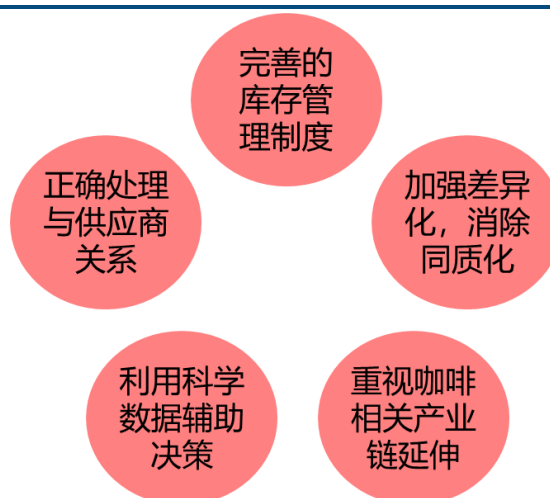 完善的
库存管
理制度
正确处理
与供应商
关系
加强差异
化，消除
同质化
利用科学
数据辅助
决策
重视咖啡
相关产业
链延伸